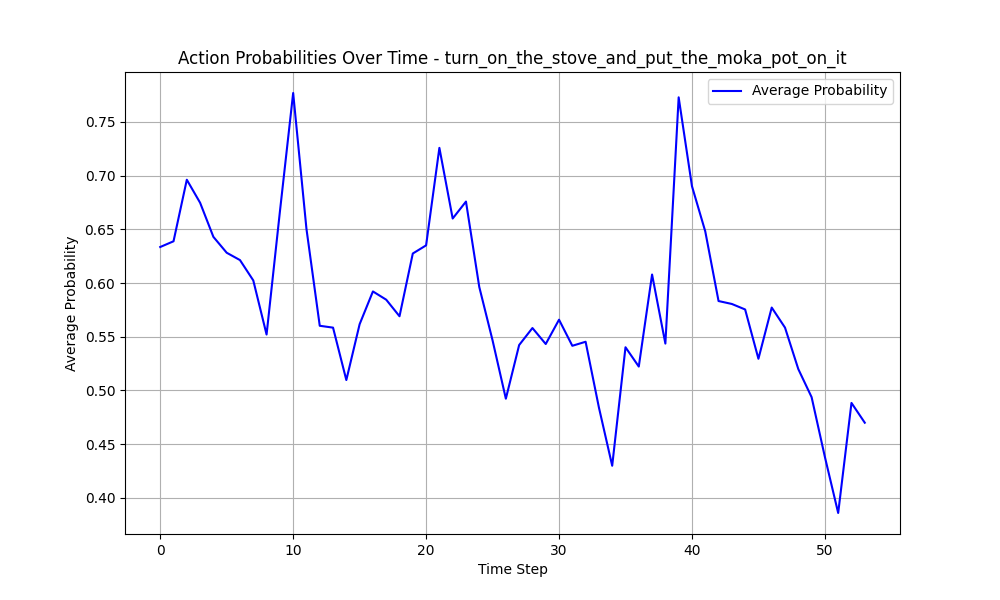 Action Probabilities Over Time - turn_on_the_stove_and_put_the_moka_pot_on_it
Average Probability
0.75
0.70
0.65
0.60
0.55
0.50
0.45
0.40
Average Probability
0 10 20 30 40 50
Time Step